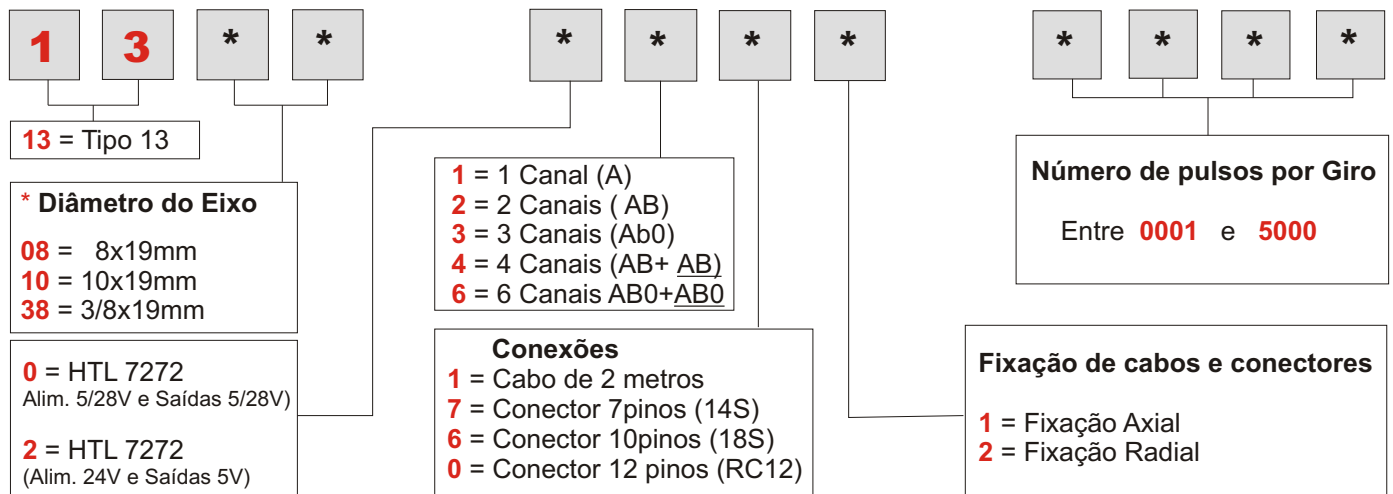 1 3 * * * * * * * * * *
13 = Tipo 13
* Diâmetro do Eixo
08 = 8x19mm
10 = 10x19mm
38 = 3/8x19mm
0 = HTL 7272
Alim. 5/28V e Saídas 5/28V)
2 = HTL 7272
(Alim. 24V e Saídas 5V)
1 = 1 Canal (A)
2 = 2 Canais ( AB)
3 = 3 Canais (Ab0)
4 = 4 Canais (AB+ AB)
6 = 6 Canais AB0+AB0
Conexões
1 = Cabo de 2 metros
7 = Conector 7pinos (14S)
6 = Conector 10pinos (18S)
0 = Conector 12 pinos (RC12)
Número de pulsos por Giro
Entre 0001 e 5000
Fixação de cabos e conectores
1 = Fixação Axial
2 = Fixação Radial